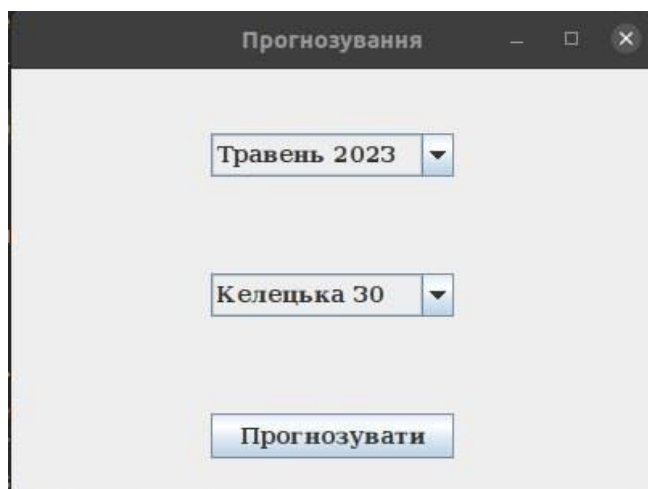 Прогнозування
Травень 2023
Келецька 30
Прогнозувати